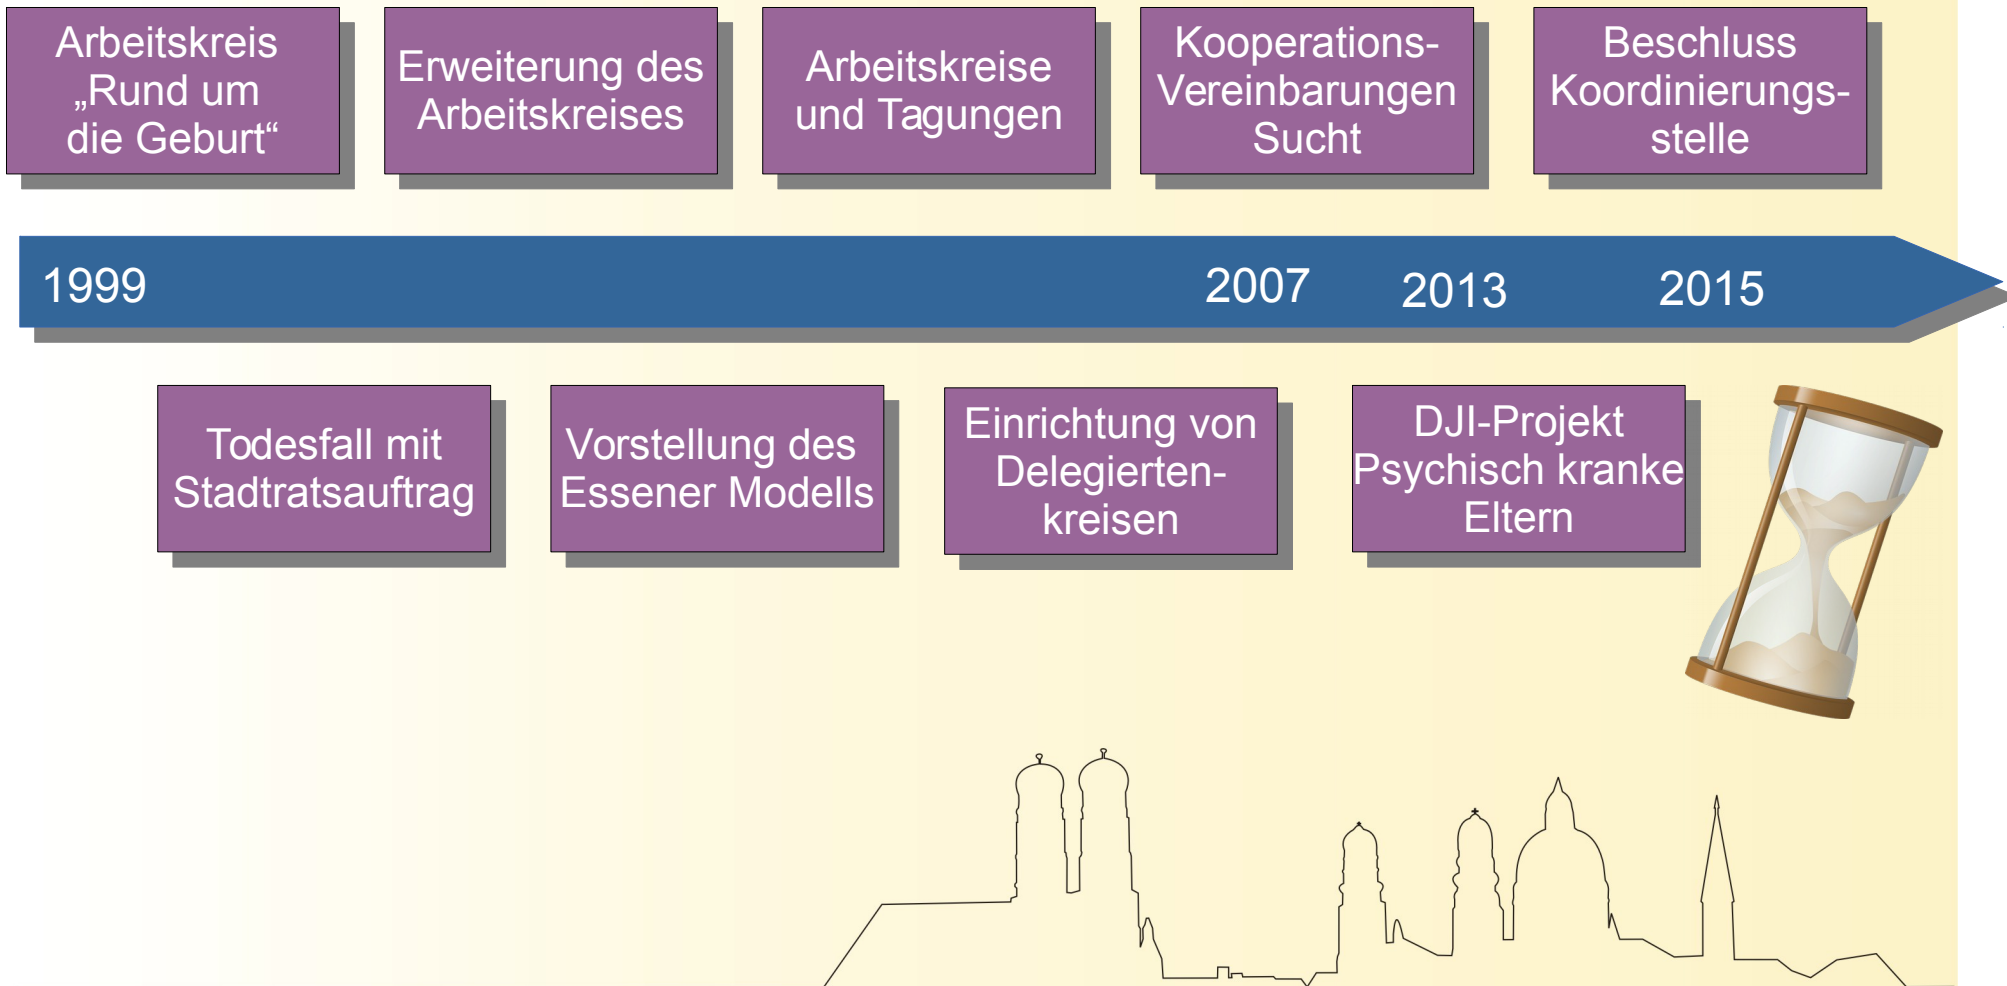 Arbeitskreis
„Rund um
die Geburt“
Erweiterung des
Arbeitskreises
Arbeitskreise
und Tagungen
Kooperations-
Vereinbarungen
Sucht
Beschluss
Koordinierungs-
stelle
1999
2007
2013
2015
Todesfall mit
Stadtratsauftrag
Vorstellung des
Essener Modells
Einrichtung von
Delegierten-
kreisen
DJI-Projekt
Psychisch kranke
Eltern